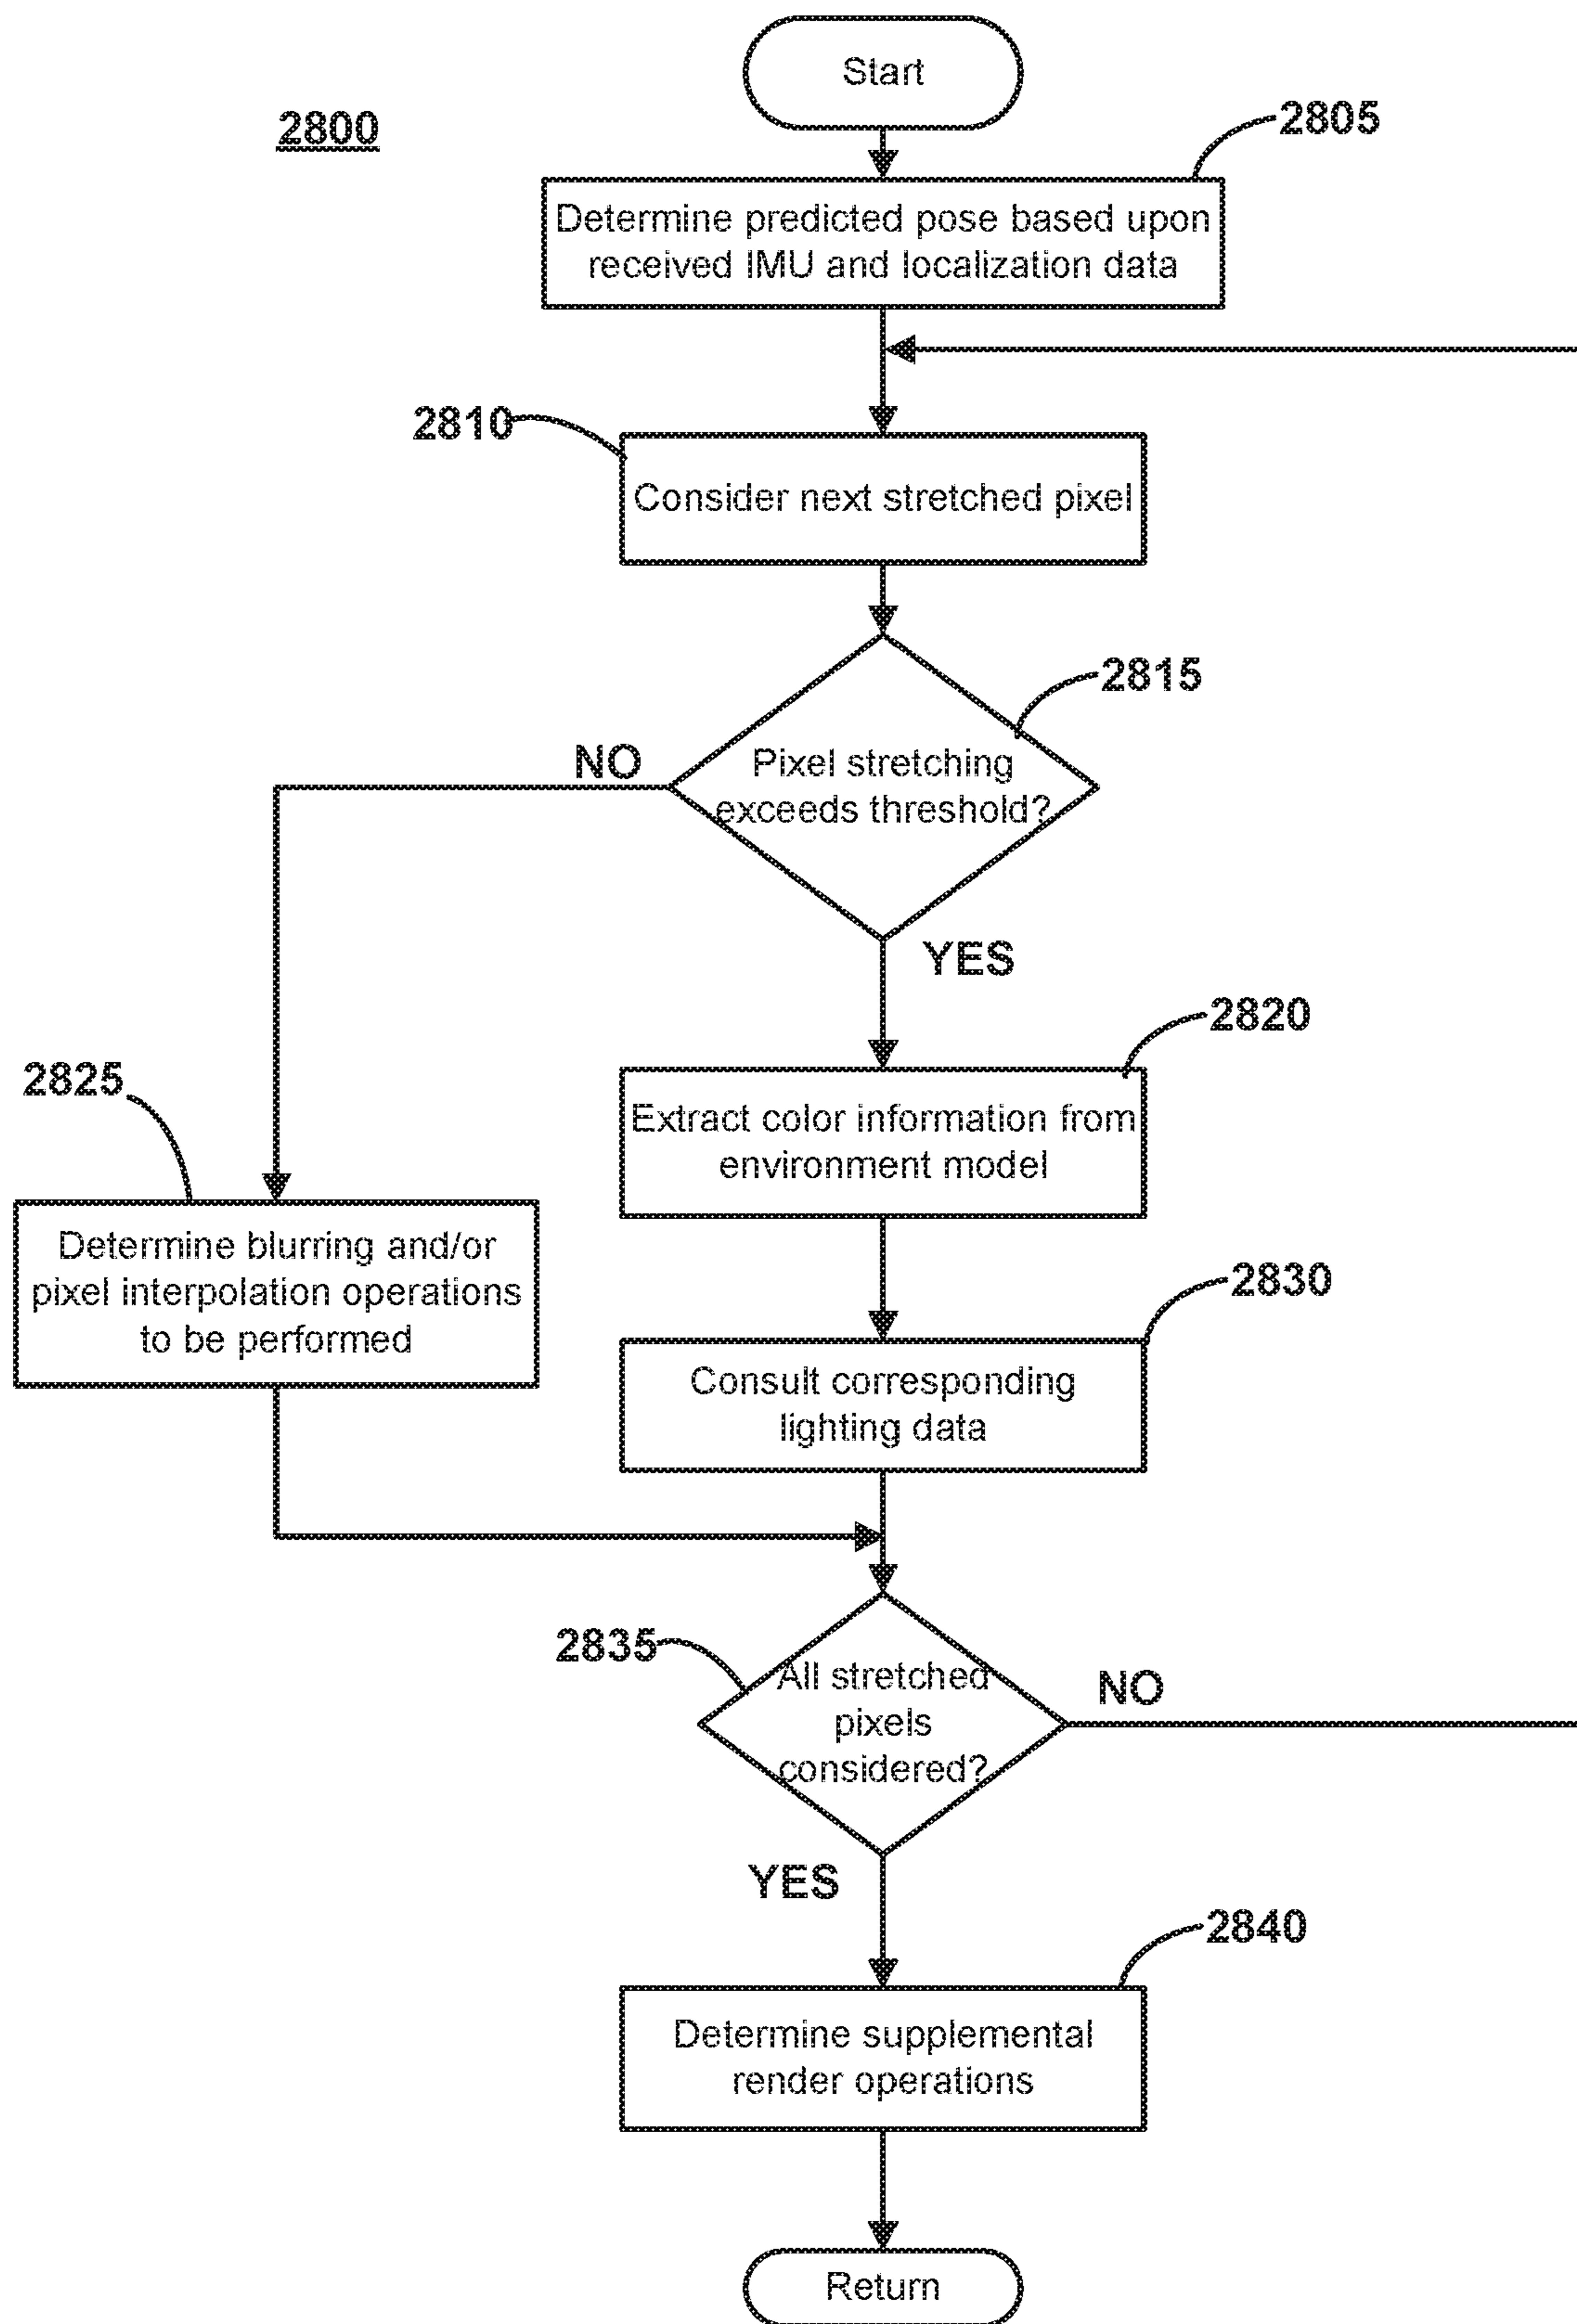 Start
2800
2805
Determine predicted pose based upon
received IMU and localization data
2810
Consider next stretched pixel
2815
Pixel stretching
exceeds threshold?
NO
YES
2820
Extract color information from
environment model
2825
Determine blurring and/or
pixel interpolation operations
to be performed
2830
Consult corresponding
lighting data
2835
All stretched
pixels
considered?
NO
YES
2840
Determine supplemental
render operations
Return